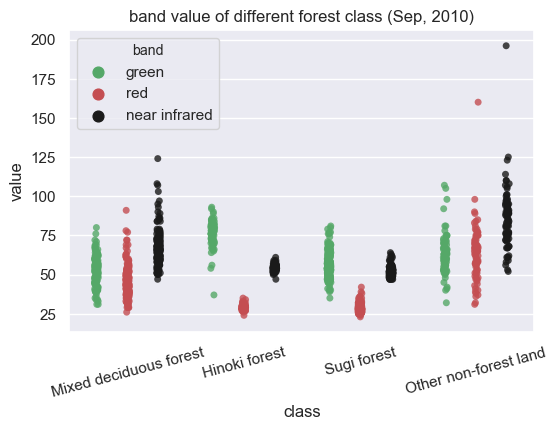 band value of different forest class (Sep, 2010)
200
175
150
125
100
75
50
25
value
band
green
red
near infrared
Mixed deciduous forest
Hinoki forest
Sugi forest
Other non-forest land
class